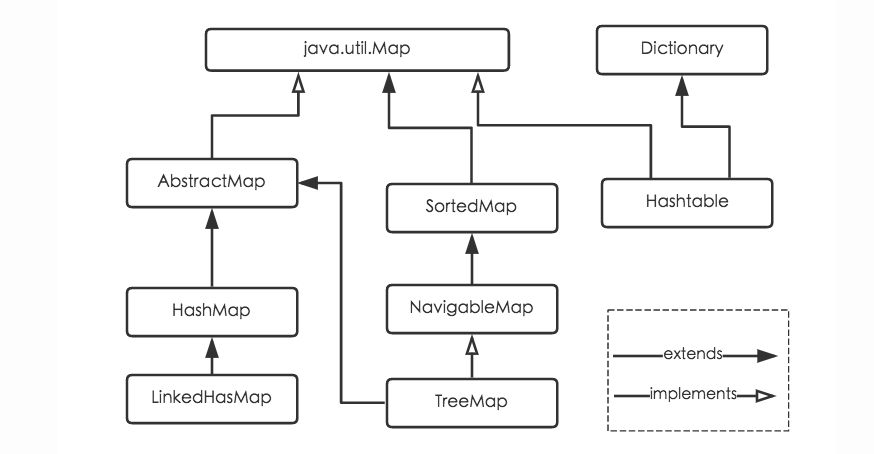 java.util.Map
Dictionary
AbstractMap
SortedMap
Hashtable
HashMap
NavigableMap
LinkedHasMap
TreeMap
extends
implements